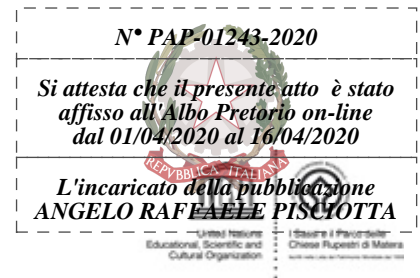 N° PAP-01243-2020
Si attesta che il presente atto è stato
affisso all'Albo Pretorio on-line
dal 01/04/2020 al 16/04/2020
REPVBBLICA ITALIANA
L'incaricato della pubblicazione
ANGELO RAFFAELE PISCIOTTA
United Nations
Educational, Scientific and
Cultural Organization
I Sassi e il Parco delle
Chiese Rupestri di Matera